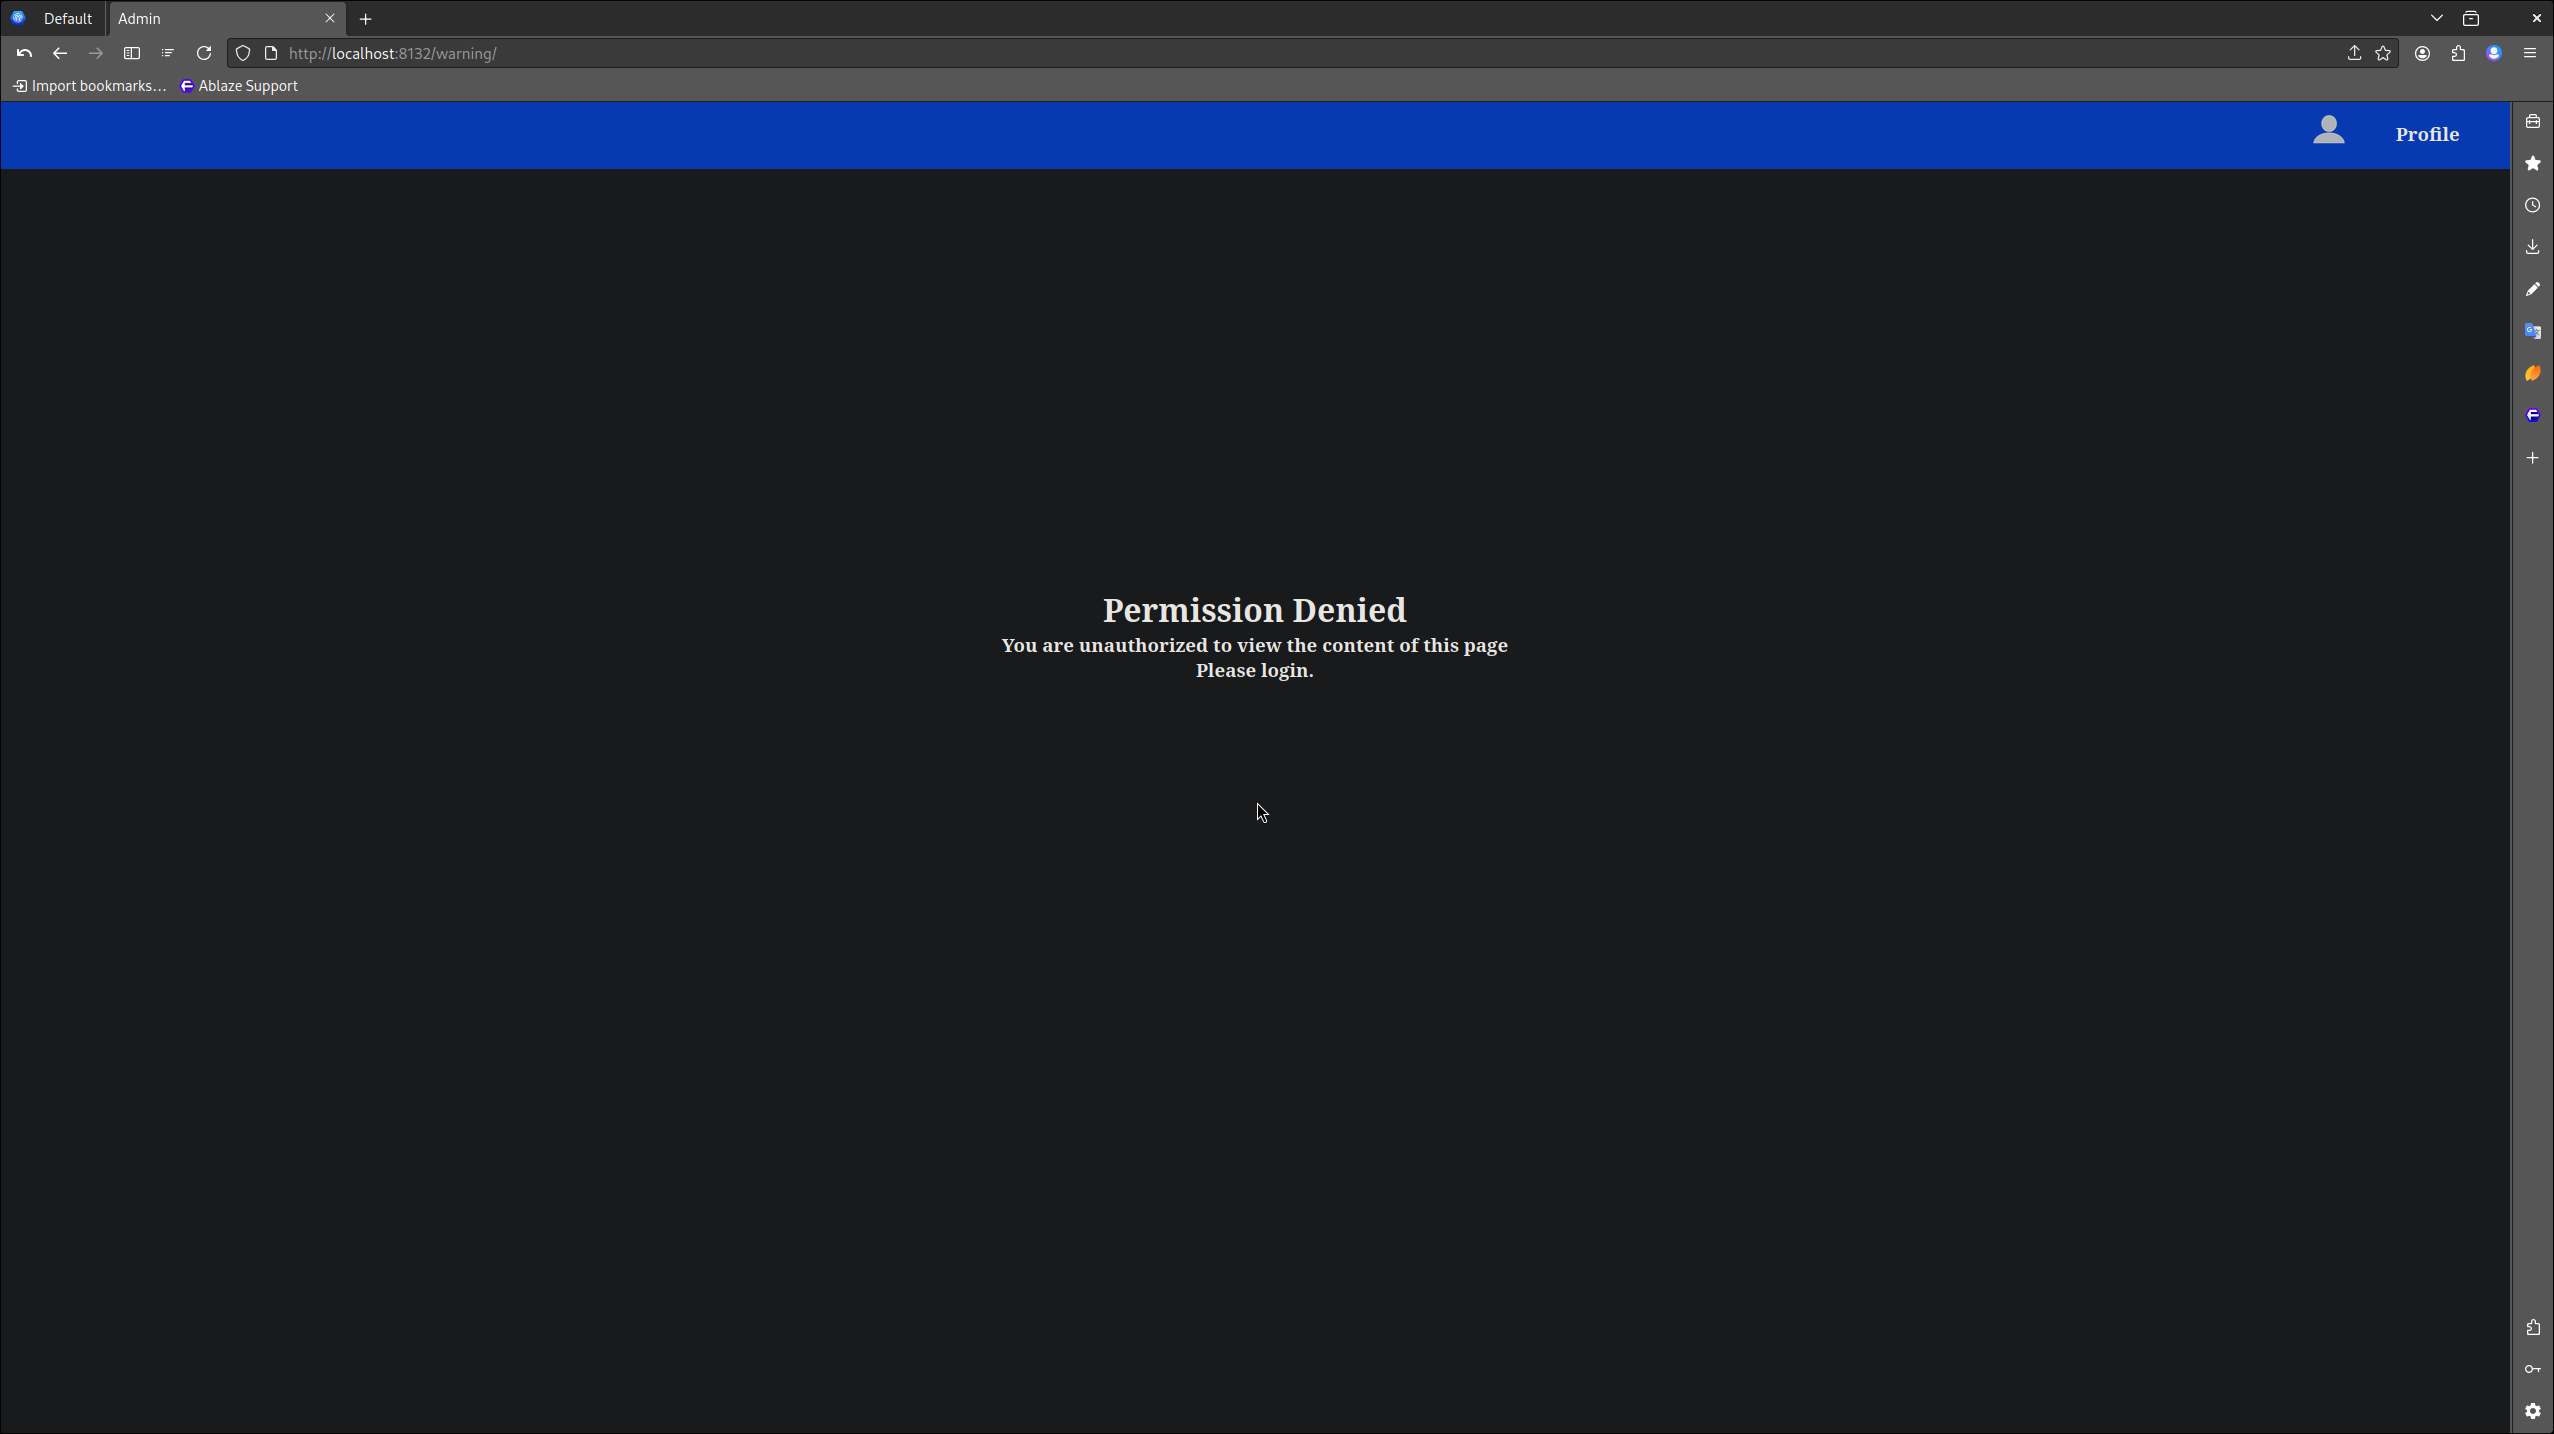 Default
Admin
http://localhost:8132/warning/
Import bookmarks...
Ablaze Support
Profile
Permission Denied
You are unauthorized to view the content of this page
Please login.